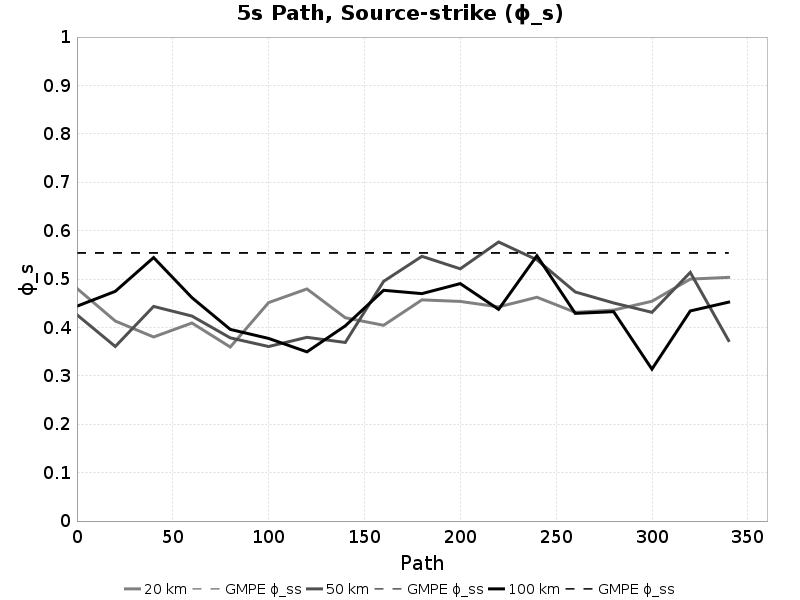 5s Path, Source-strike (ϕ_s)
1
0.9
0.8
0.7
0.6
0.5
0.4
0.3
0.2
0.1
0
ϕ_s
0 50 100 150 200 250 300 350
Path
20 km GMPE ϕ_ss 50 km GMPE ϕ_ss 100 km GMPE ϕ_ss